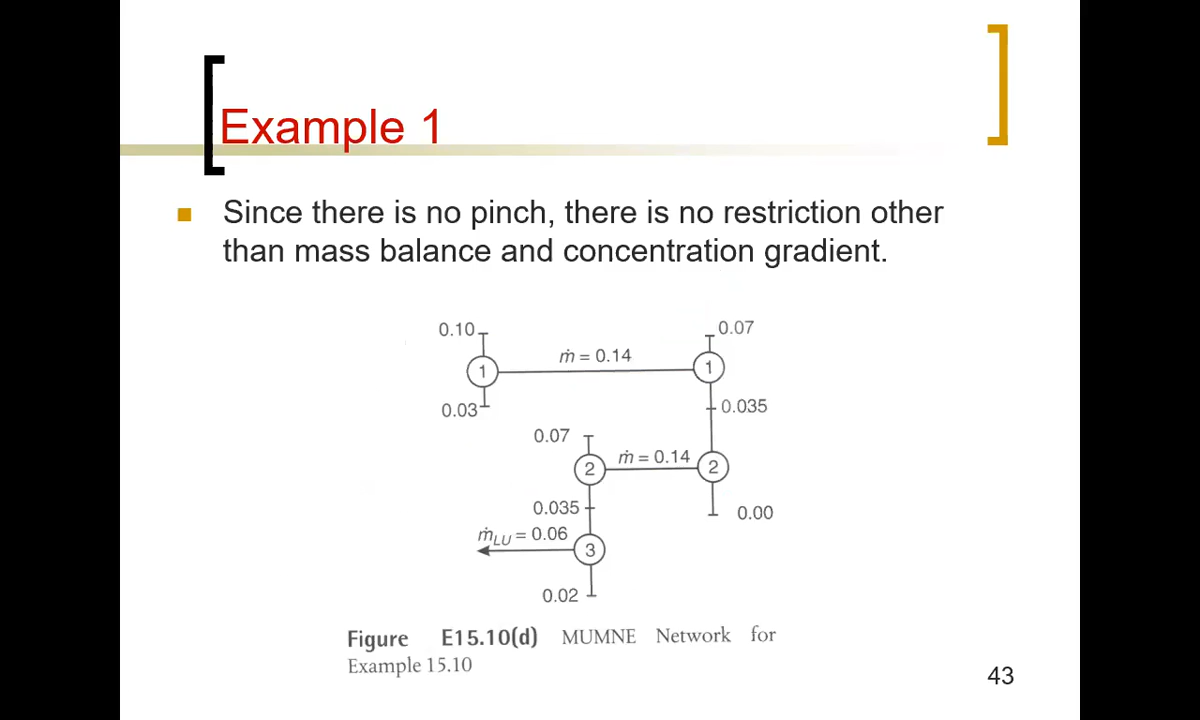 Example 1
Since there is no pinch, there is no restriction other
than mass balance and concentration gradient.
0.10
0.07
ṁ = 0.14
1
1
0.03
0.035
0.07
ṁ = 0.14
2
2
0.035
0.00
ṁLU = 0.06
3
0.02
Figure E15.10(d) MUMNE Network for
Example 15.10
43